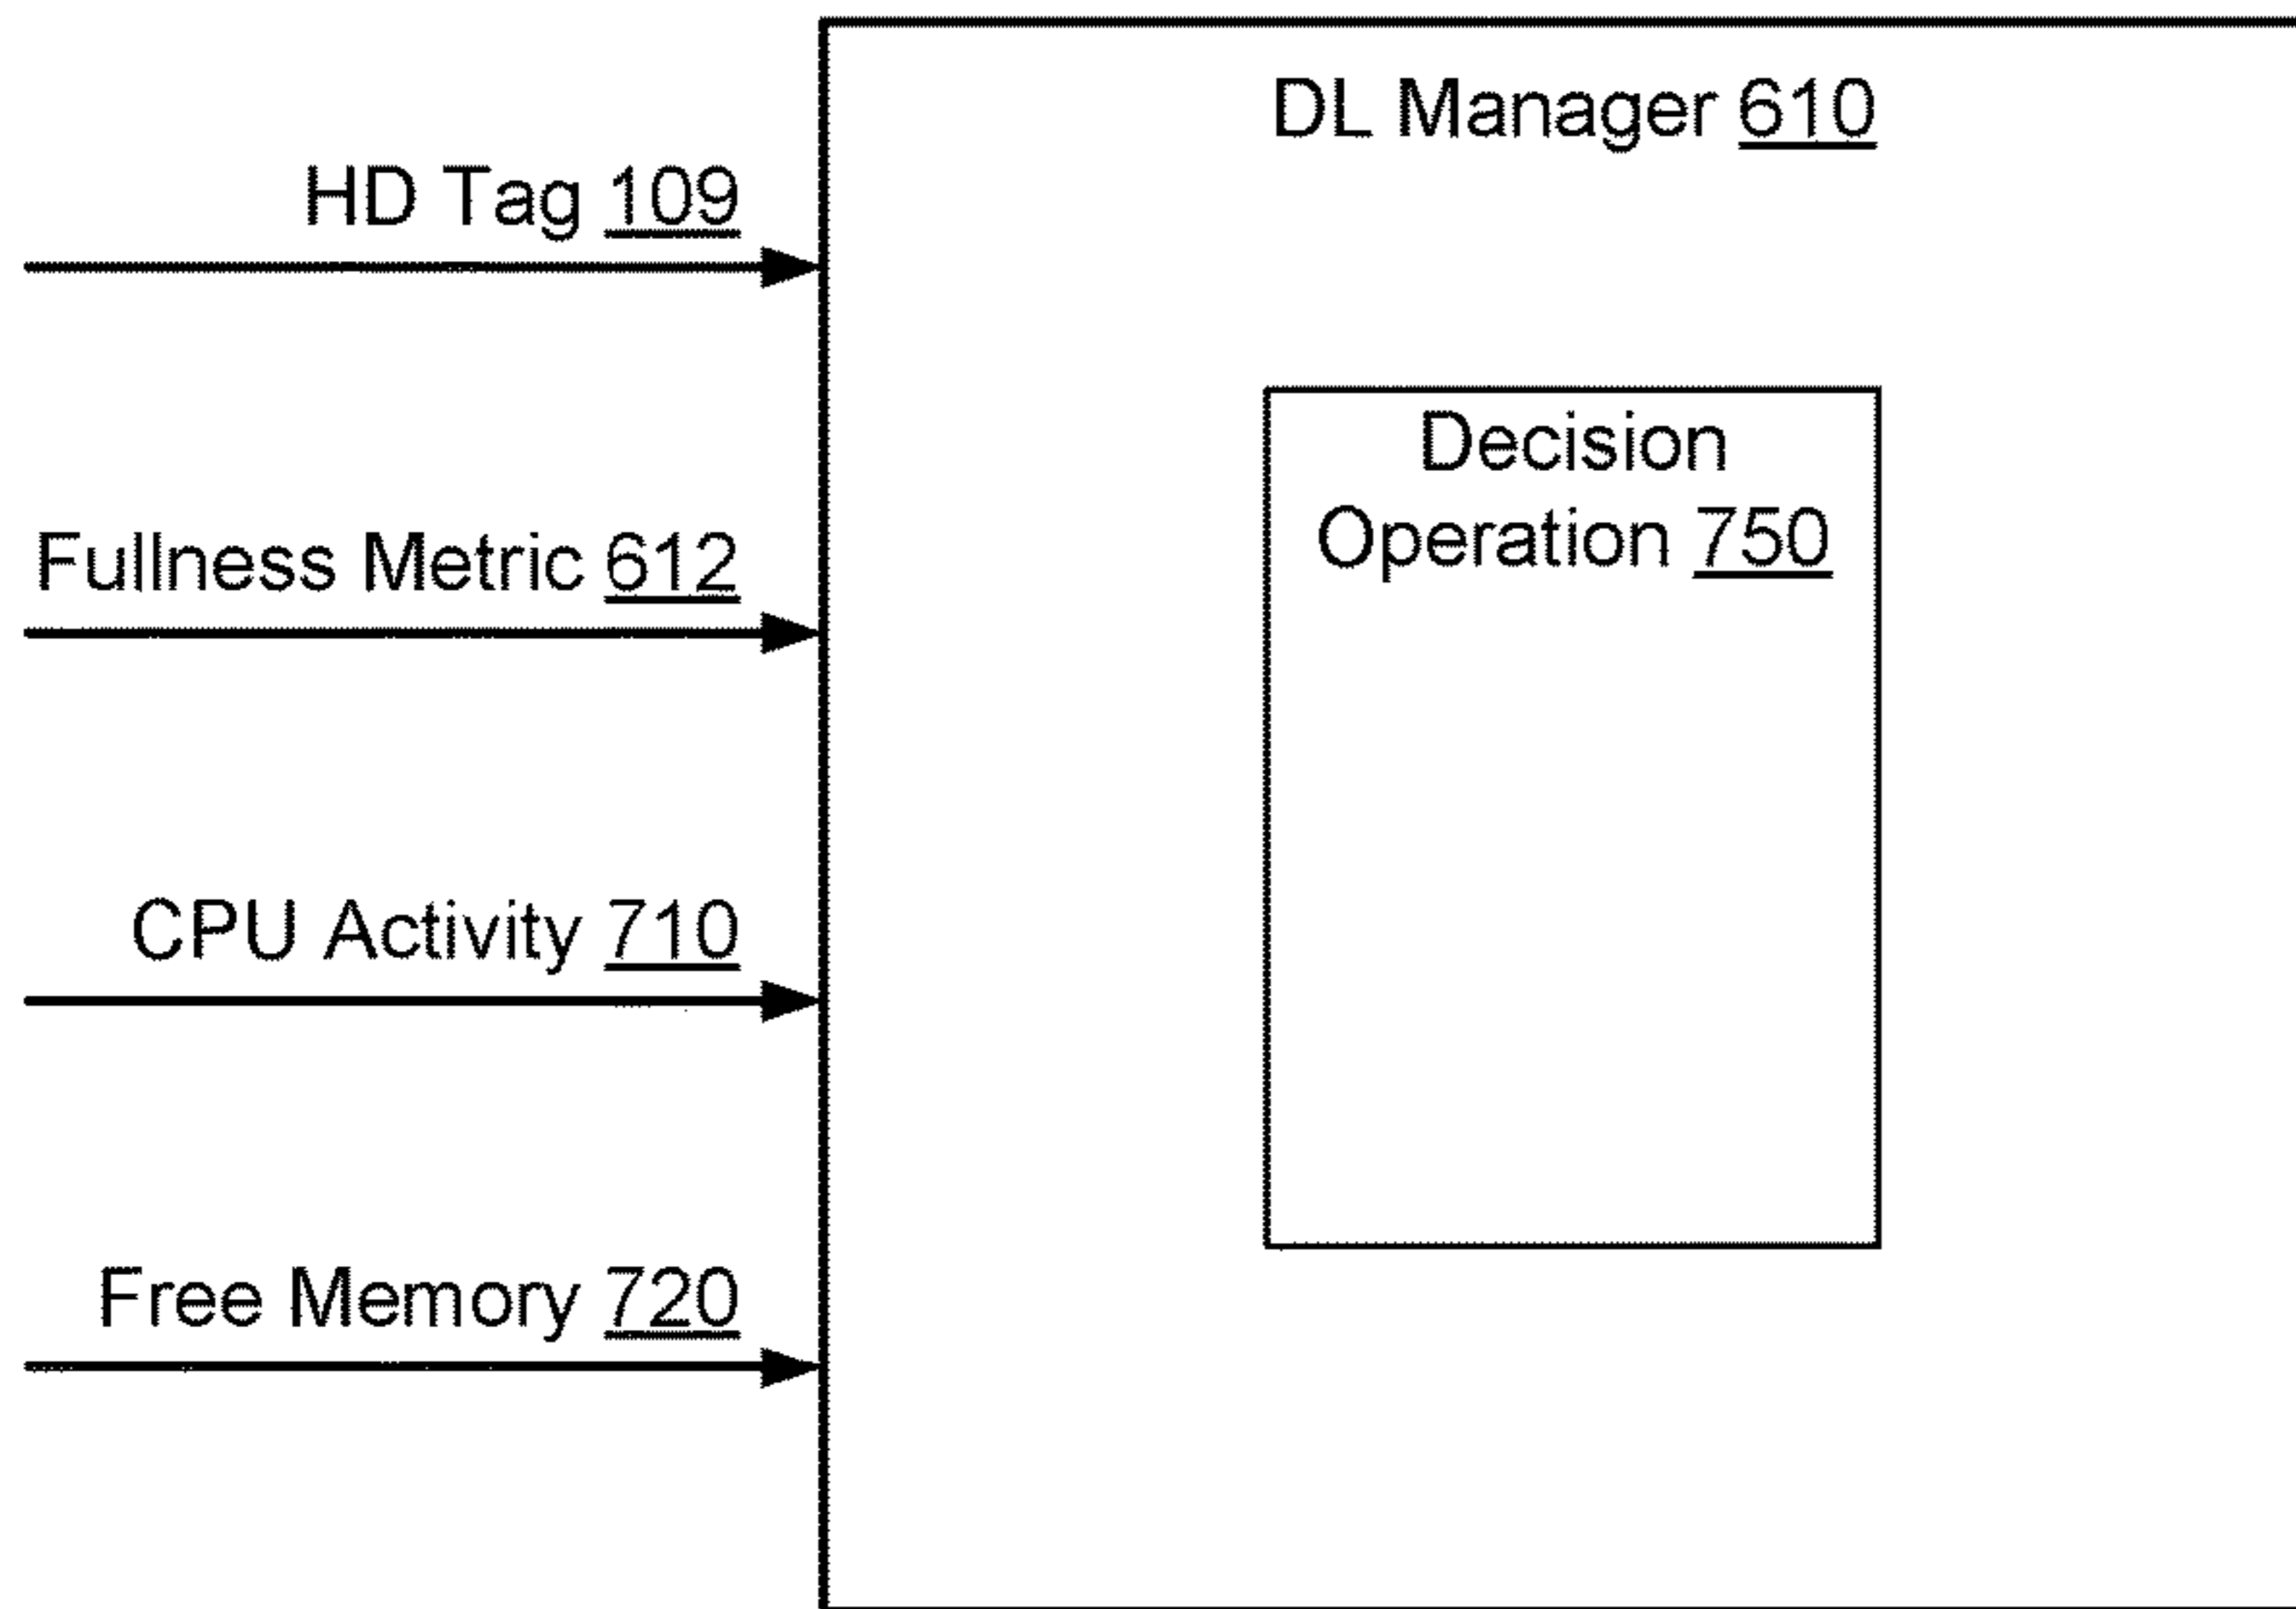 DL Manager 610
HD Tag 109
Decision
Operation 750
Fullness Metric 612
CPU Activity 710
Free Memory 720